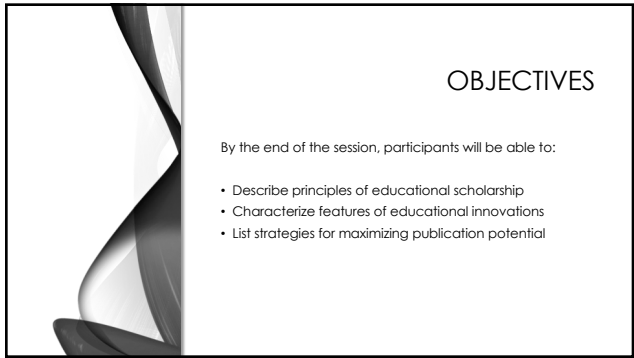 OBJECTIVES
By the end of the session, participants will be able to:
• Describe principles of educational scholarship
• Characterize features of educational innovations
• List strategies for maximizing publication potential